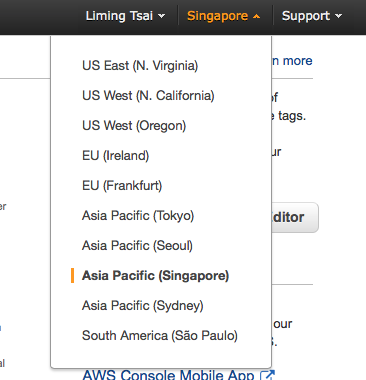 Liming Tsai Singapore Support
US East (N. Virginia)
n more
US West (N. California)
of
US West (Oregon)
e tags.
EU (Ireland)
ur
EU (Frankfurt)
er
Asia Pacific (Tokyo)
ditor
Asia Pacific (Seoul)
Asia Pacific (Singapore)
Asia Pacific (Sydney)
our
South America (São Paulo)
S.
al
AWS Console Mobile App